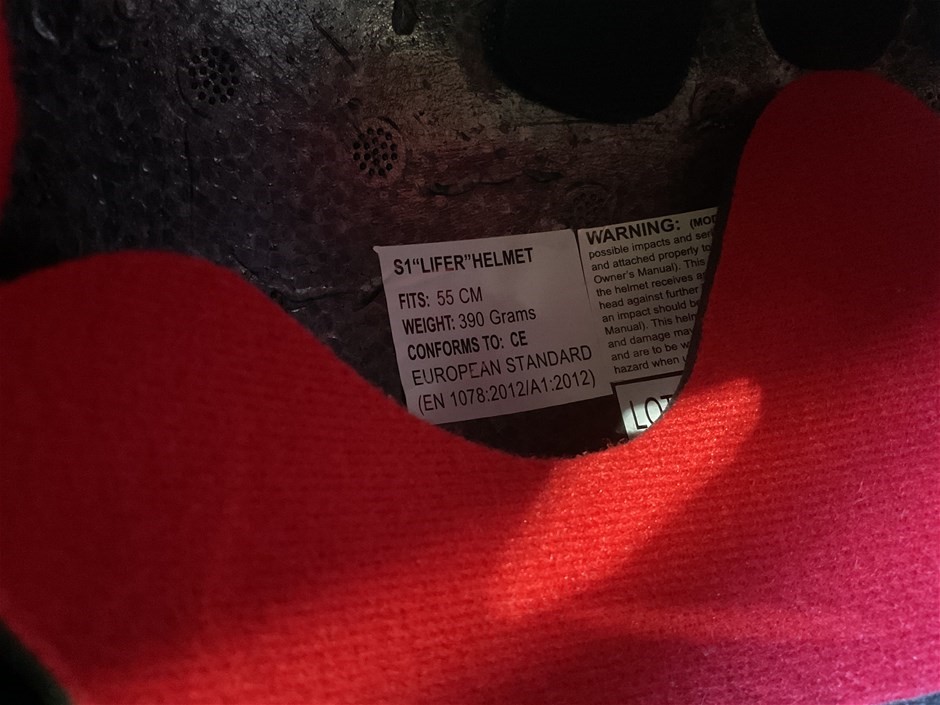 S1“LIFER”HELMET
FITS: 55 CM
WEIGHT: 390 Grams
CONFORMS TO: CE
EUROPEAN STANDARD
(EN 1078:2012/A1:2012)
WARNING:
possible impacts and
and attached properly to
Owner's Manual). This
the helmet receives
head against further
an impact should be
Manual). This
and damage may
and are to be
hazard when
LOT